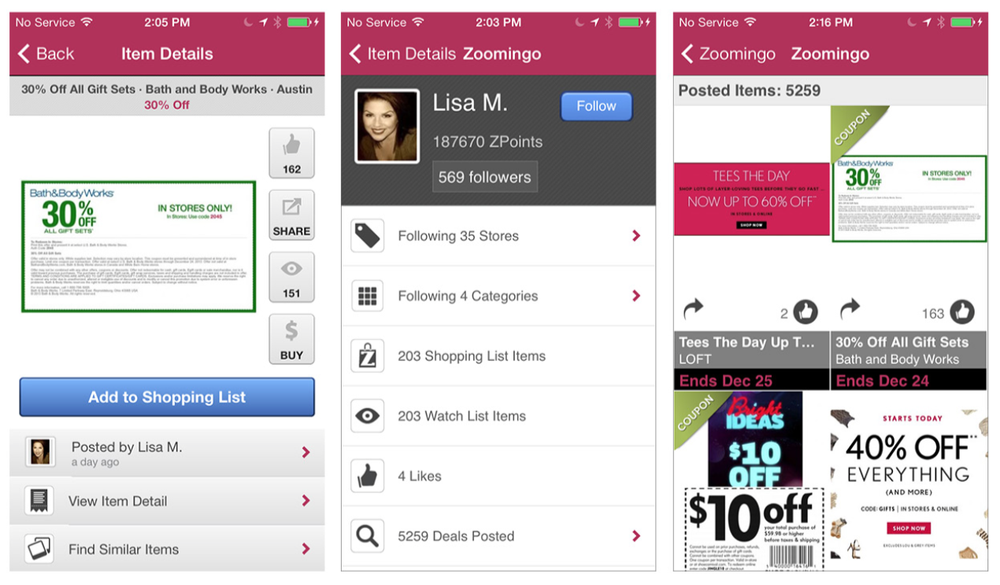 No Service 2:05 PM
Back Item Details
30% Off All Gift Sets · Bath and Body Works · Austin
30% Off
162
Bath&BodyWorks
30% OFF
ALL GIFT SETS*
IN STORES ONLY!
In Stores: Use code 2045
SHARE
151
BUY
Add to Shopping List
Posted by Lisa M.
a day ago
View Item Detail
Find Similar Items
No Service 2:03 PM
Item Details Zoomingo
Lisa M.
Follow
187670 ZPoints
569 followers
Following 35 Stores
Following 4 Categories
203 Shopping List Items
203 Watch List Items
4 Likes
5259 Deals Posted
No Service 2:16 PM
Zoomingo Zoomingo
Posted Items: 5259
TEES THE DAY
SHOP LOTS OF LAYER-LOVING TEES BEFORE THEY GO FAST ...
NOW UP TO 60% OFF**
IN STORES & ONLINE
SHOP NOW
2
Tees The Day Up T...
LOFT
Ends Dec 25
COUPON
Bath&BodyWorks
30% OFF
ALL GIFT SETS*
IN STORES ONLY!
In Stores: Use code 2045
163
30% Off All Gift Sets
Bath and Body Works
Ends Dec 24
COUPON
Bright
IDEAS
$10
OFF
$10 off
your total purchase of
$59.98 or higher
before taxes & shipping
STARTS TODAY
40% OFF**
EVERYTHING
(AND MORE)
CODE: GIFTS | IN STORES & ONLINE
SHOP NOW
EXCLUDES LOU & GREY ITEMS